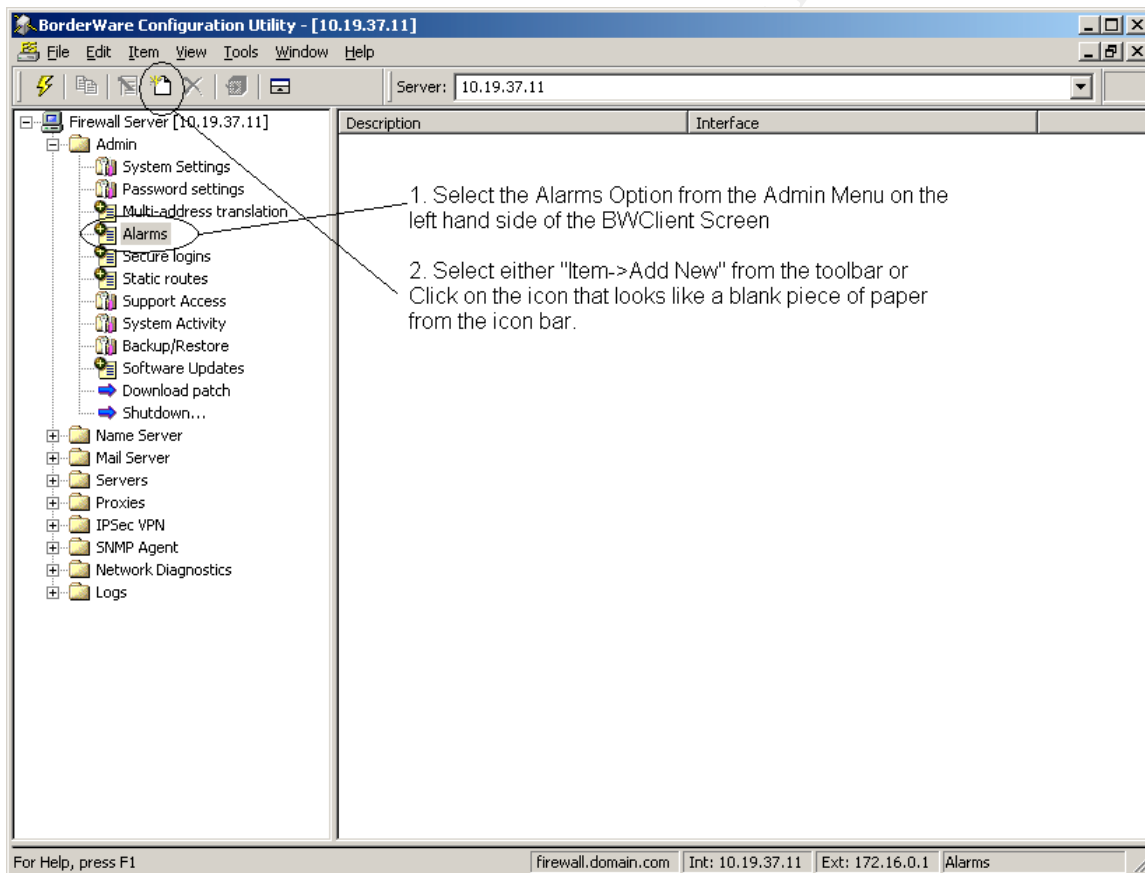 BorderWare Configuration Utility - [10.19.37.11]
File Edit Item View Tools Window Help
Server: 10.19.37.11
Firewall Server [10.19.37.11]
Description Interface
Admin
System Settings
Password settings
Multi-address translation
Alarms
Secure logins
Static routes
Support Access
System Activity
Backup/Restore
Software Updates
Download patch
Shutdown...
Name Server
Mail Server
Servers
Proxies
IPSec VPN
SNMP Agent
Network Diagnostics
Logs
1. Select the Alarms Option from the Admin Menu on the
left hand side of the BWClient Screen
2. Select either "Item->Add New" from the toolbar or
Click on the icon that looks like a blank piece of paper
from the icon bar.
For Help, press F1
firewall.domain.com Int: 10.19.37.11 Ext: 172.16.0.1 Alarms